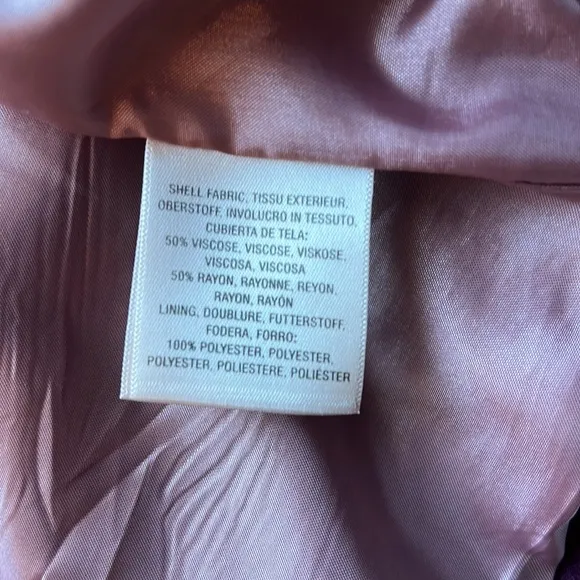 SHELL FABRIC, TISSU EXTERIEUR,
OBERSTOFF, INVOLUCRO IN TESSUTO,
CUBIERTA DE TELA:
50% VISCOSE, VISCOSE, VISKOSE,
VISCOSA, VISCOSA
50% RAYON, RAYONNE, REYON,
RAYON, RAYÓN
LINING, DOUBLURE, FUTTERSTOFF,
FODERA, FORRO:
100% POLYESTER, POLYESTER,
POLYESTER, POLIESTERE, POLIÉSTER